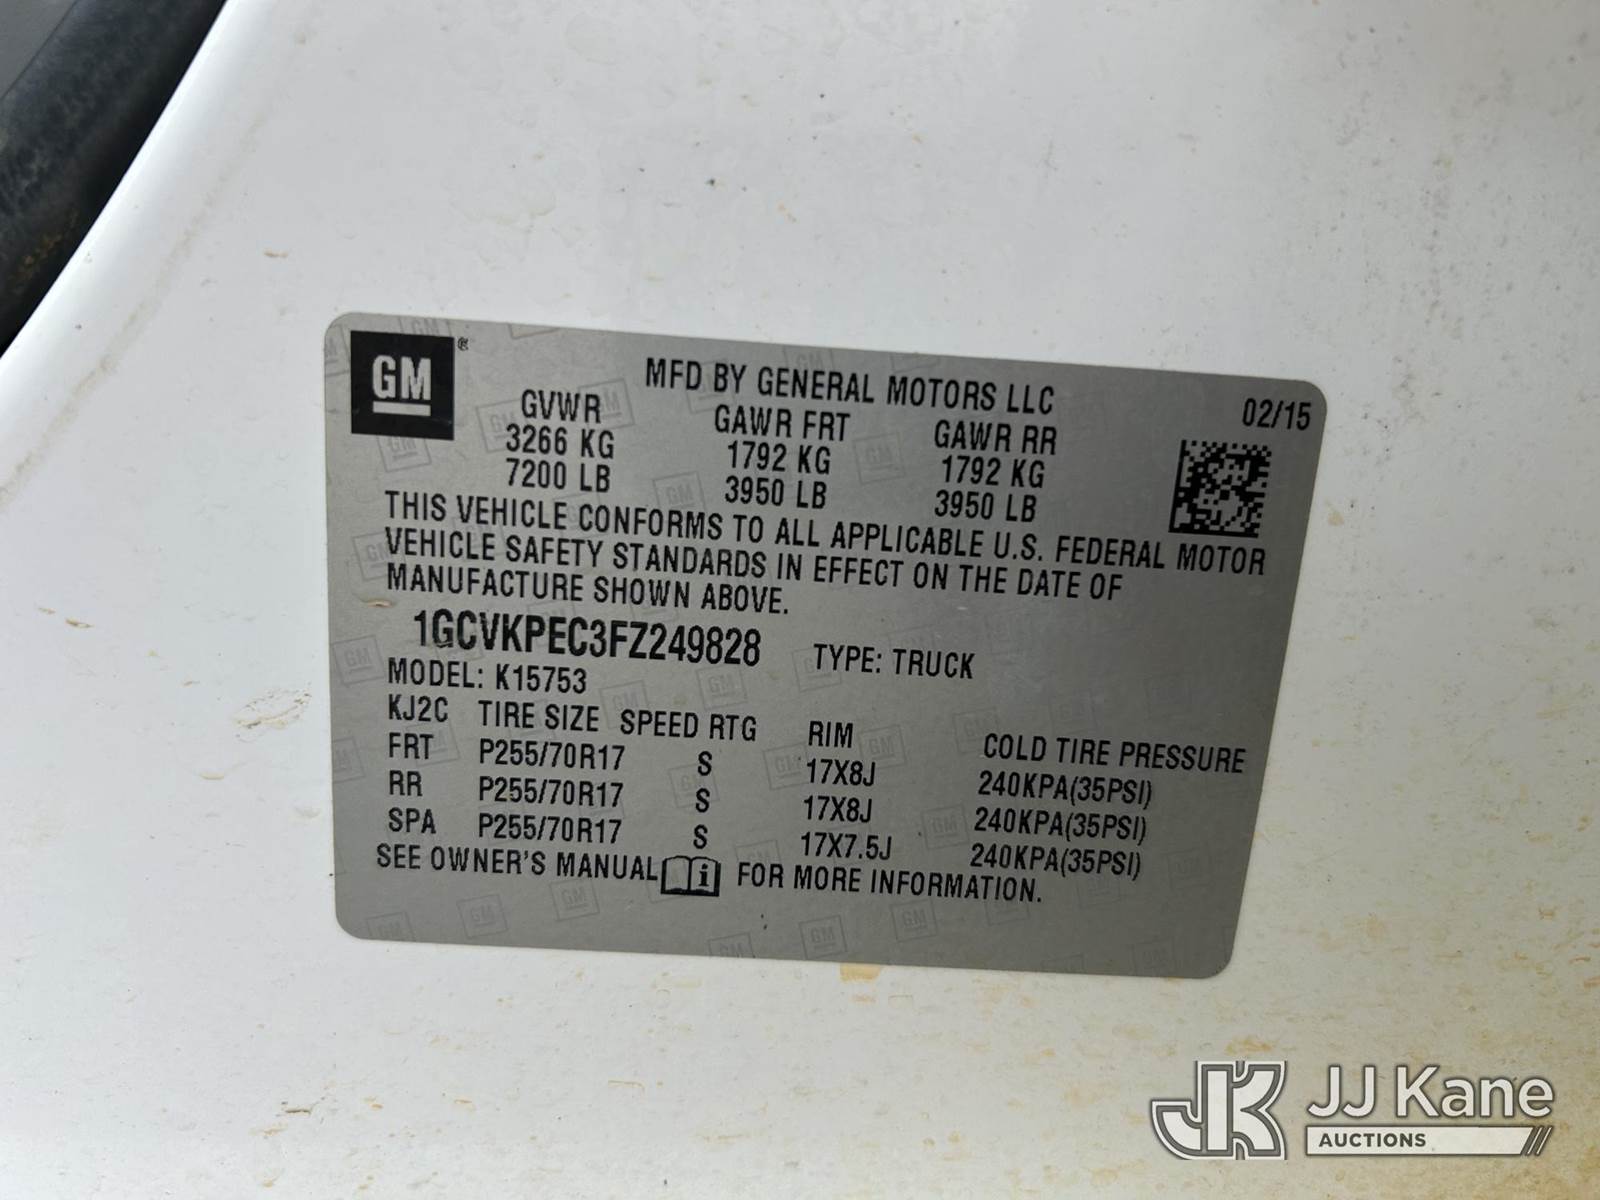 GM®
MFD BY GENERAL MOTORS LLC
02/15
GVWR GAWR FRT GAWR RR
3266 KG 1792 KG 1792 KG
7200 LB 3950 LB 3950 LB
THIS VEHICLE CONFORMS TO ALL APPLICABLE U.S. FEDERAL MOTOR
VEHICLE SAFETY STANDARDS IN EFFECT ON THE DATE OF
MANUFACTURE SHOWN ABOVE.
1GCVKPEC3FZ249828 TYPE: TRUCK
MODEL: K15753
KJ2C TIRE SIZE SPEED RTG RIM COLD TIRE PRESSURE
FRT P255/70R17 S 17X8J 240KPA(35PSI)
RR P255/70R17 S 17X8J 240KPA(35PSI)
SPA P255/70R17 S 17X7.5J 240KPA(35PSI)
SEE OWNER'S MANUAL i FOR MORE INFORMATION.
JK JJ Kane
AUCTIONS